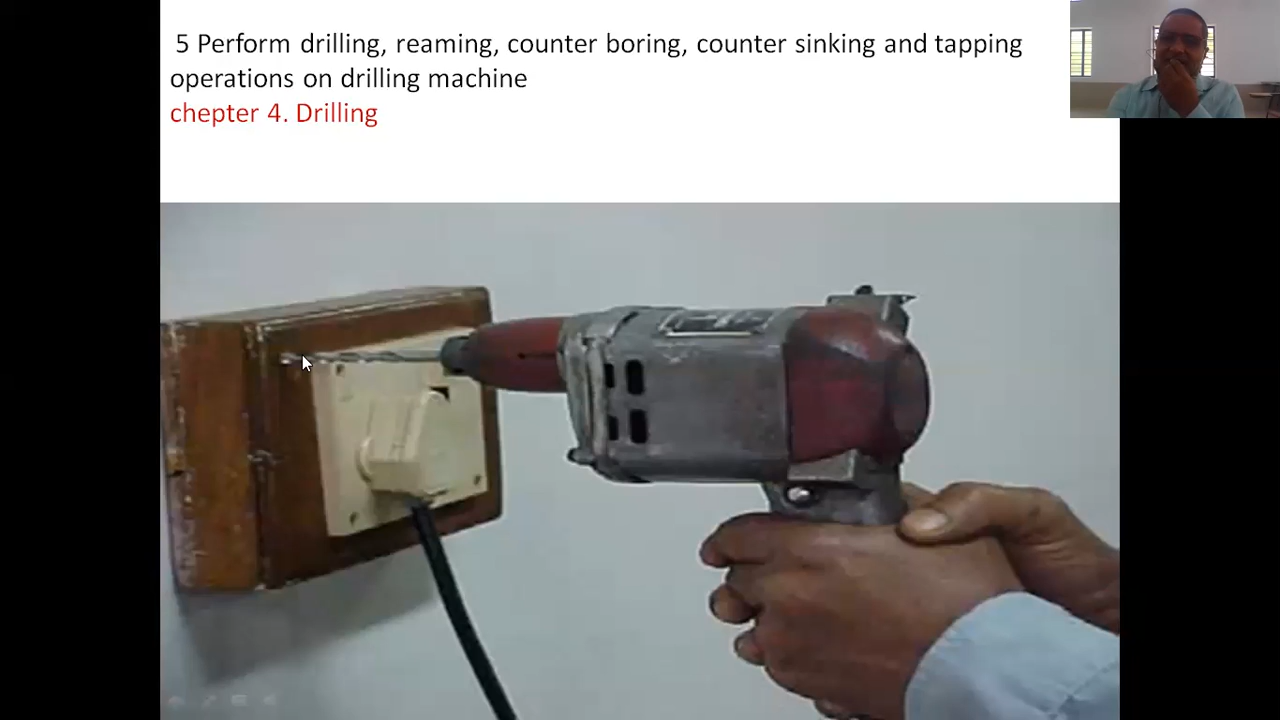 5 Perform drilling, reaming, counter boring, counter sinking and tapping
operations on drilling machine
chepter 4. Drilling